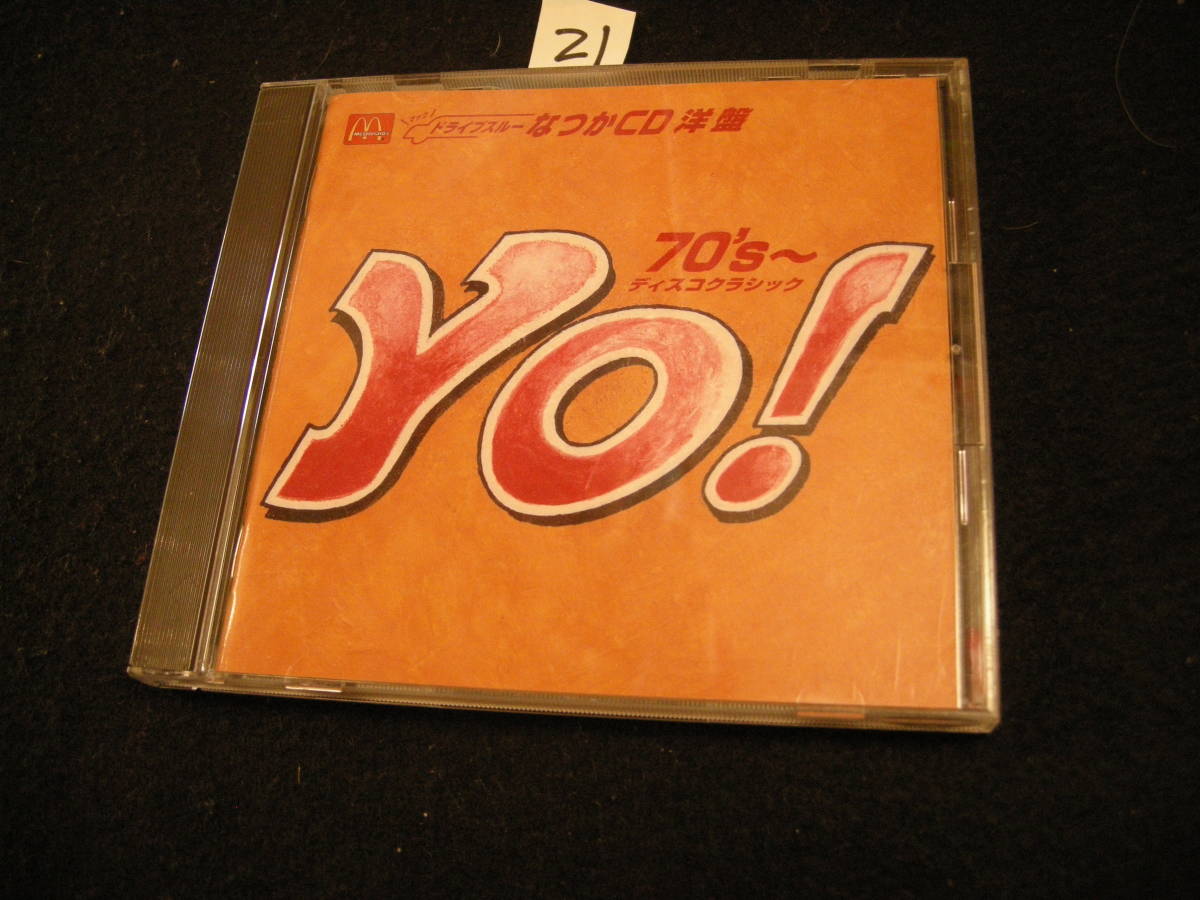 21
McDonald's
ドライブスルー なつかCD 洋盤
70's～
ディスコクラシック
YO!